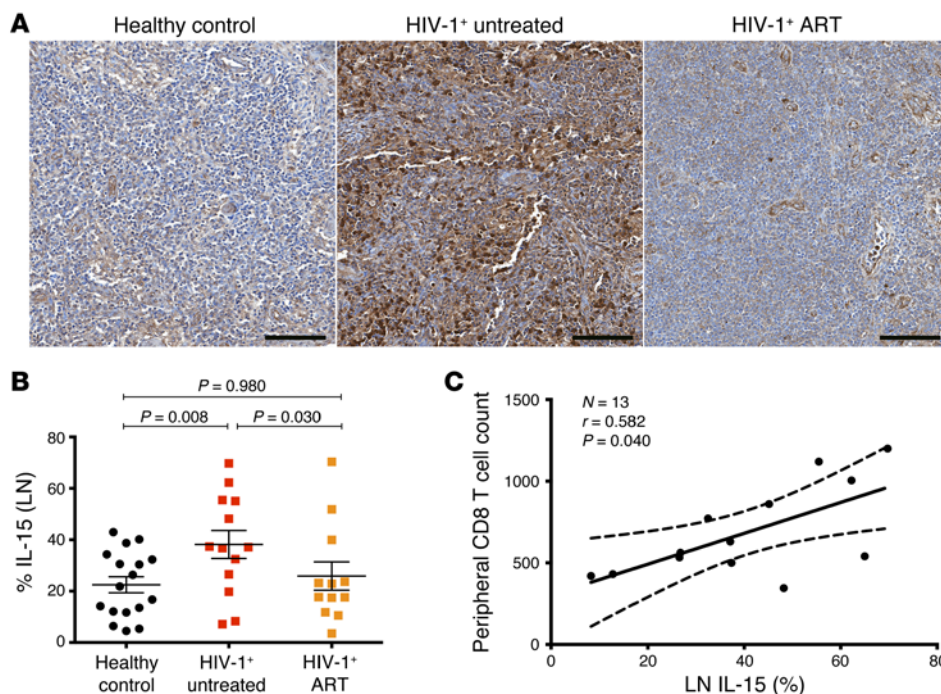 A
Healthy control
HIV-1⁺ untreated
HIV-1⁺ ART
B
P = 0.980
P = 0.008
P = 0.030
% IL-15 (LN)
80
60
40
20
0
Healthy control
HIV-1⁺ untreated
HIV-1⁺ ART
C
N = 13
r = 0.582
P = 0.040
Peripheral CD8 T cell count
1500
1000
500
0
0
20
40
60
80
LN IL-15 (%)